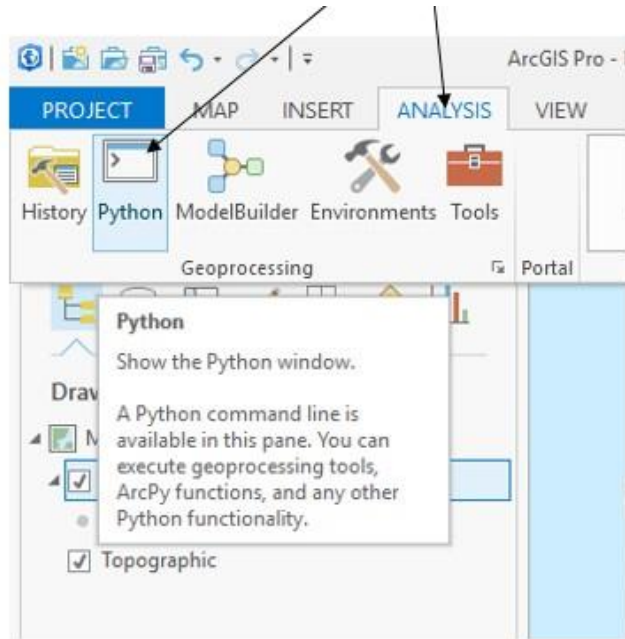 ArcGIS Pro -
PROJECT MAP INSERT ANALYSIS VIEW
History Python ModelBuilder Environments Tools
Geoprocessing Portal
Python
Show the Python window.
A Python command line is
available in this pane. You can
execute geoprocessing tools,
ArcPy functions, and any other
Python functionality.
Draw
M
Topographic